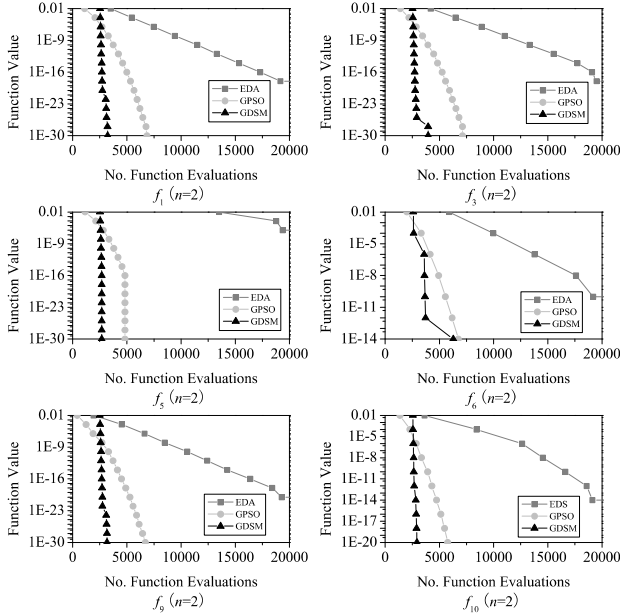 0.01
1E-9
1E-16
1E-23
1E-30
Function Value
EDA
GPSO
GDSM
0 5000 10000 15000 20000
No. Function Evaluations
f1 (n=2)
0.01
1E-9
1E-16
1E-23
1E-30
Function Value
EDA
GPSO
GDSM
0 5000 10000 15000 20000
No. Function Evaluations
f3 (n=2)
0.01
1E-9
1E-16
1E-23
1E-30
Function Value
EDA
GPSO
GDSM
0 5000 10000 15000 20000
No. Function Evaluations
f5 (n=2)
0.01
1E-5
1E-8
1E-11
1E-14
Function Value
EDA
GPSO
GDSM
0 5000 10000 15000 20000
No. Function Evaluations
f6 (n=2)
0.01
1E-9
1E-16
1E-23
1E-30
Function Value
EDA
GPSO
GDSM
0 5000 10000 15000 20000
No. Function Evaluations
f9 (n=2)
0.01
1E-5
1E-8
1E-11
1E-14
1E-17
1E-20
Function Value
EDS
GPSO
GDSM
0 5000 10000 15000 20000
No. Function Evaluations
f10 (n=2)